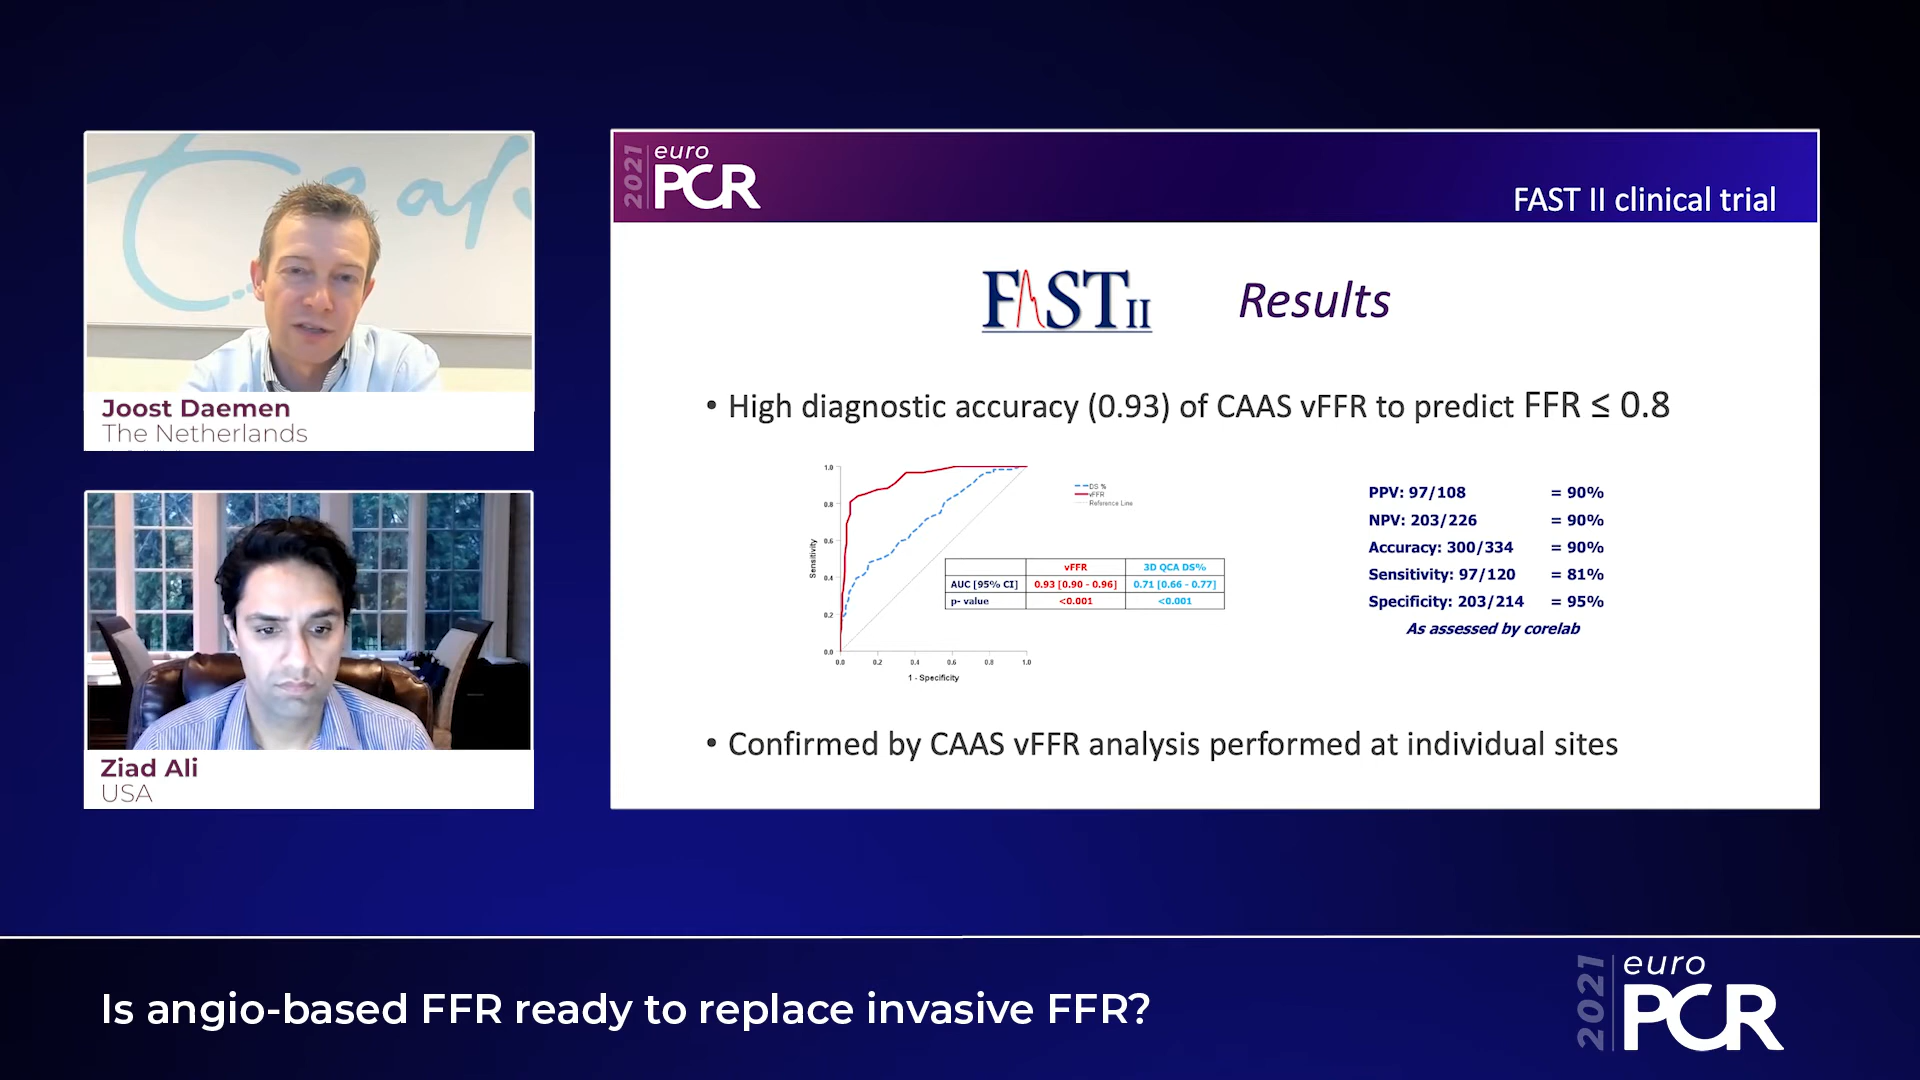 Joost Daemen
The Netherlands
Ziad Ali
USA
2021
euro
PCR
FAST II clinical trial
FAST II
Results
• High diagnostic accuracy (0.93) of CAAS vFFR to predict FFR ≤ 0.8
1.0
0.8
0.6
0.4
0.2
0.0
Sensitivity
0.0 0.2 0.4 0.6 0.8 1.0
1 - Specificity
DS %
vFFR
Reference Line
vFFR 3D QCA DS%
AUC [95% CI] 0.93 [0.90 - 0.96] 0.71 [0.66 - 0.77]
p- value <0.001 <0.001
PPV: 97/108 = 90%
NPV: 203/226 = 90%
Accuracy: 300/334 = 90%
Sensitivity: 97/120 = 81%
Specificity: 203/214 = 95%
As assessed by corelab
• Confirmed by CAAS vFFR analysis performed at individual sites
Is angio-based FFR ready to replace invasive FFR?
2021
euro
PCR